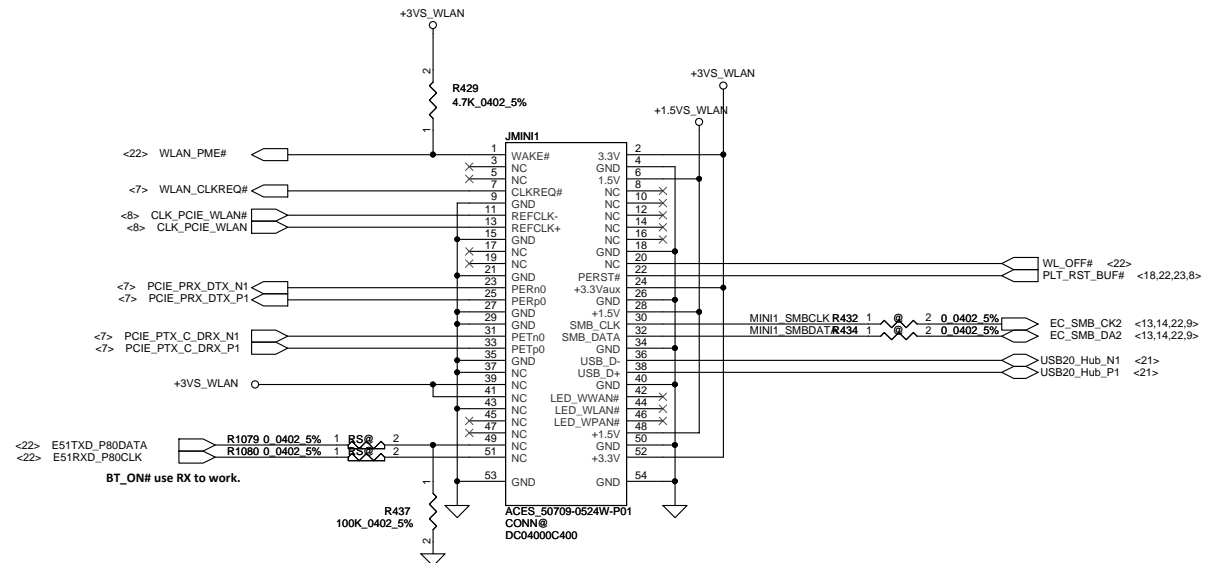 +3VS_WLAN
2
R429
4.7K_0402_5%
1
+3VS_WLAN
+1.5VS_WLAN
JMINI1
<22> WLAN_PME# 1 WAKE# 3.3V 2
3 NC GND 4
5 NC 1.5V 6
<7> WLAN_CLKREQ# 7 CLKREQ# NC 8
9 GND NC 10
<8> CLK_PCIE_WLAN# 11 REFCLK- NC 12
<8> CLK_PCIE_WLAN 13 REFCLK+ NC 14
15 GND NC 16
17 NC GND 18
19 NC NC 20 WL_OFF# <22>
21 GND PERST# 22 PLT_RST_BUF# <18,22,23,8>
<7> PCIE_PRX_DTX_N1 23 PERn0 +3.3Vaux 24
<7> PCIE_PRX_DTX_P1 25 PERp0 GND 26
27 GND +1.5V 28
29 GND SMB_CLK 30 MINI1_SMBCLK R432 1 @ 2 0_0402_5% EC_SMB_CK2 <13,14,22,9>
<7> PCIE_PTX_C_DRX_N1 31 PETn0 SMB_DATA 32 MINI1_SMBDATA R434 1 @ 2 0_0402_5% EC_SMB_DA2 <13,14,22,9>
<7> PCIE_PTX_C_DRX_P1 33 PETp0 GND 34
35 GND USB_D- 36 USB20_Hub_N1 <21>
37 NC USB_D+ 38 USB20_Hub_P1 <21>
+3VS_WLAN 39 NC GND 40
41 NC LED_WWAN# 42
43 NC LED_WLAN# 44
45 NC LED_WPAN# 46
47 NC +1.5V 48
<22> E51TXD_P80DATA R1079 0_0402_5% 1 RS@ 2 49 NC GND 50
<22> E51RXD_P80CLK R1080 0_0402_5% 1 RS@ 2 51 NC +3.3V 52
BT_ON# use RX to work.
53 GND GND 54
1
R437
100K_0402_5%
2
ACES_50709-0524W-P01
CONN@
DC04000C400